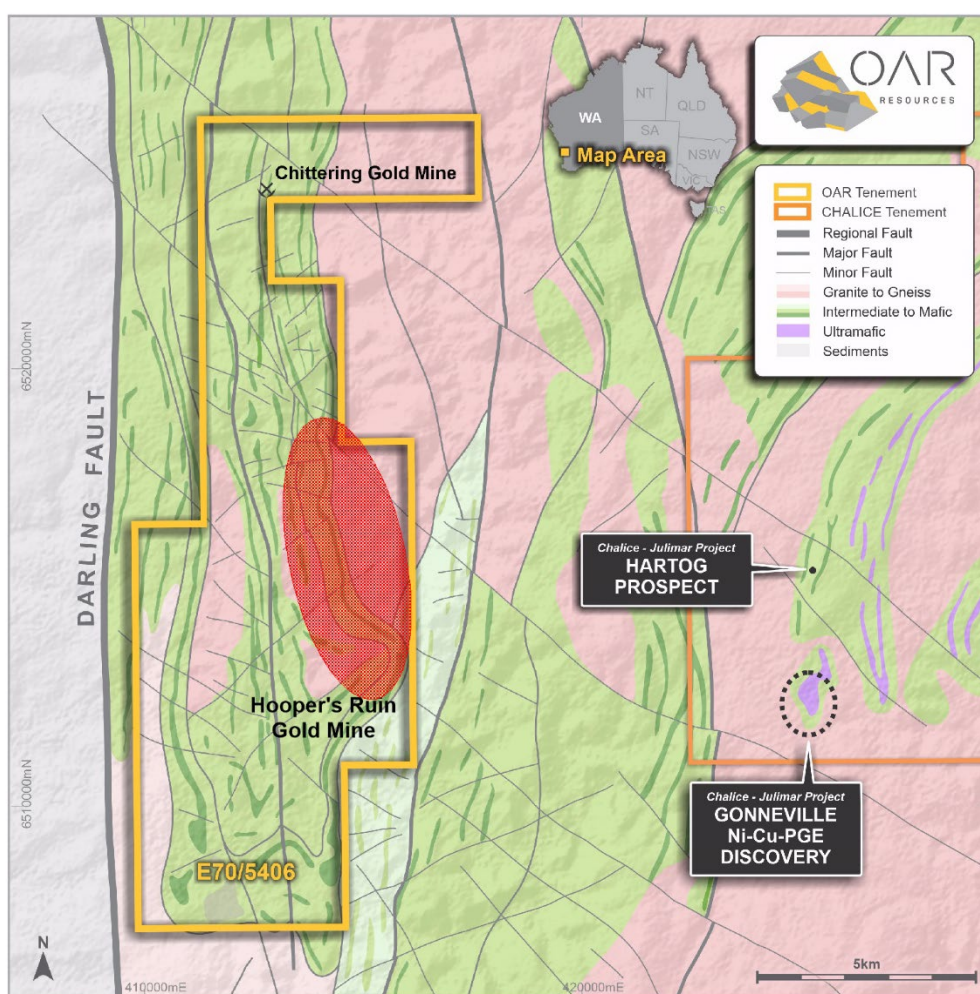 OAR
RESOURCES
NT
QLD
WA
SA
NSW
VIC
TAS
Map Area
Chittering Gold Mine
OAR Tenement
CHALICE Tenement
Regional Fault
Major Fault
Minor Fault
Granite to Gneiss
Intermediate to Mafic
Ultramafic
Sediments
6520000mN
DARLING FAULT
Chalice - Julimar Project
HARTOG
PROSPECT
Hooper's Ruin
Gold Mine
Chalice - Julimar Project
GONNEVILLE
Ni-Cu-PGE
DISCOVERY
6510000mN
E70/5406
N
410000mE
420000mE
5km